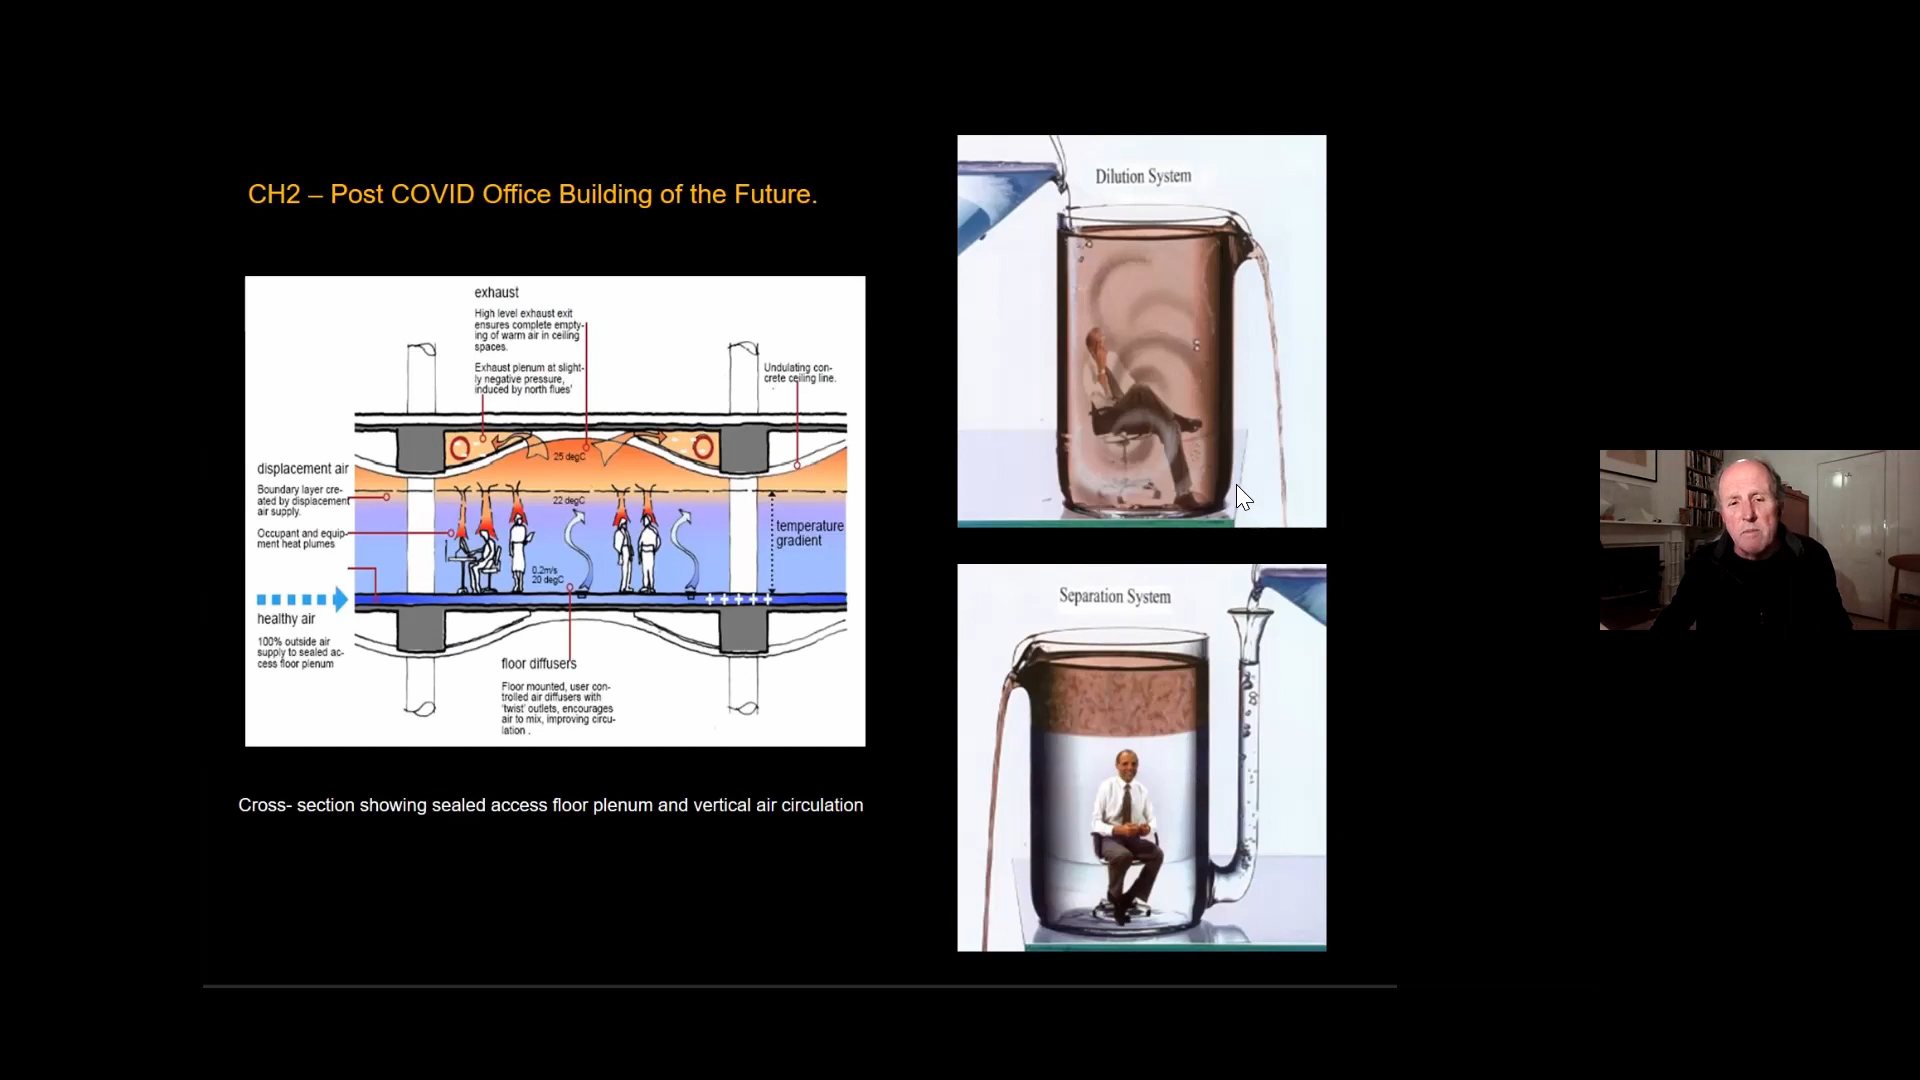 CH2 – Post COVID Office Building of the Future.
exhaust
High level exhaust exit
ensures complete empty-
ing of warm air in ceiling
spaces.
Exhaust plenum at slight-
ly negative pressure,
induced by north flues'
Undulating con-
crete ceiling line.
25 degC
displacement air
Boundary layer cre-
ated by displacement
air supply.
22 degC
Occupant and equip-
ment heat plumes
temperature
gradient
0.2m/s
20 degC
healthy air
100% outside air
supply to sealed ac-
cess floor plenum
floor diffusers
Floor mounted, user con-
trolled air diffusers with
'twist' outlets, encourages
air to mix, improving circu-
lation .
Cross- section showing sealed access floor plenum and vertical air circulation
Dilution System
Separation System